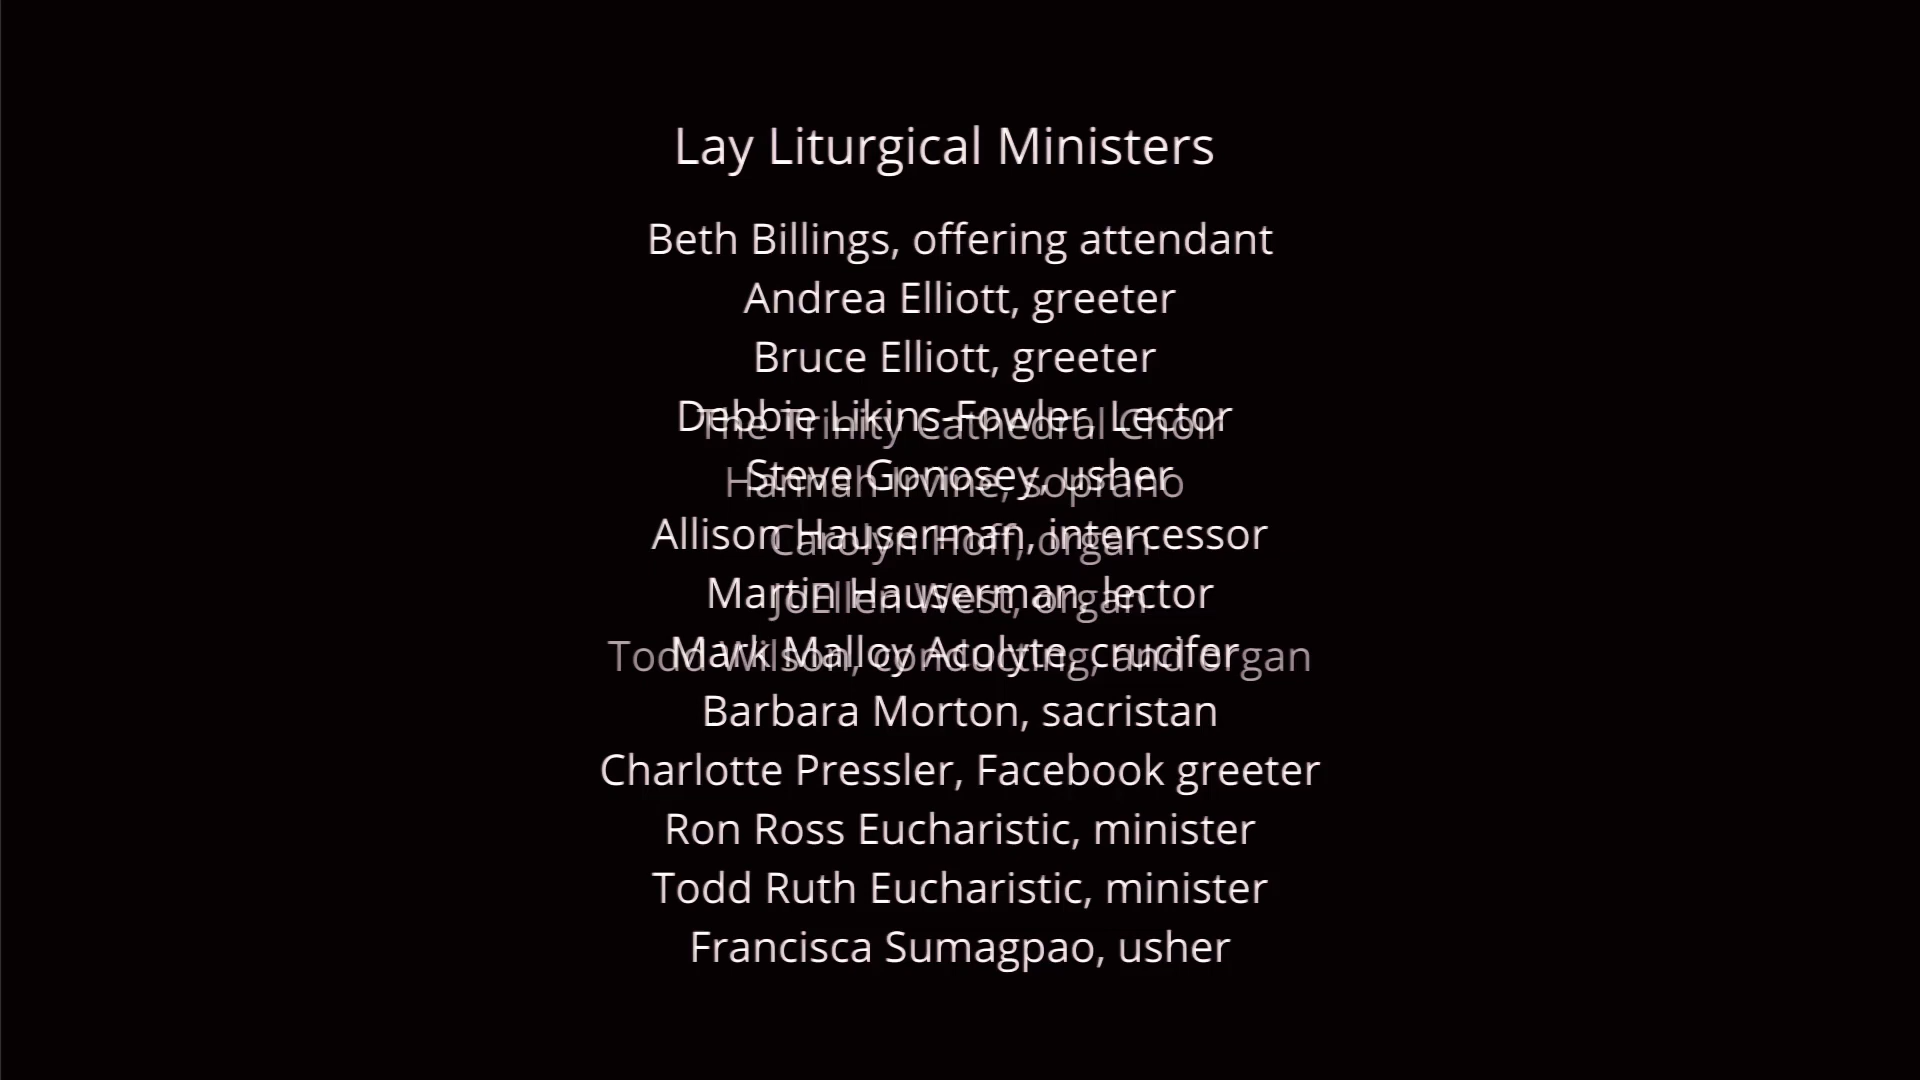 Lay Liturgical Ministers
Beth Billings, offering attendant
Andrea Elliott, greeter
Bruce Elliott, greeter
Debbie Likins-Fowler, Lector
The Trinity Cathedral Choir
Steve Gonosey, usher
Hannah Irvine, soprano
Allison Hauserman, intercessor
Carolyn Hoff, organ
Martin Hauserman, lector
JoEllen West, organ
Mark Malloy Acolyte, crucifer
Todd Wilson, conducting, and organ
Barbara Morton, sacristan
Charlotte Pressler, Facebook greeter
Ron Ross Eucharistic, minister
Todd Ruth Eucharistic, minister
Francisca Sumagpao, usher